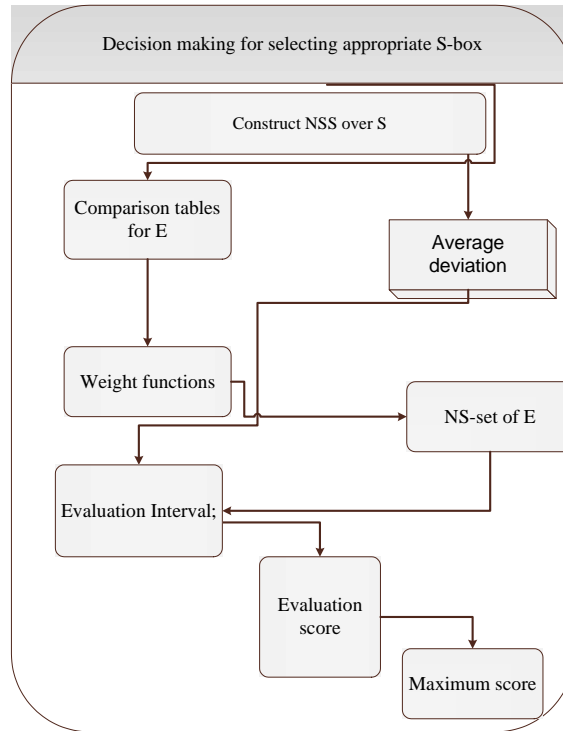 Decision making for selecting appropriate S-box
Construct NSS over S
Comparison tables
for E
Average
deviation
Weight functions
NS-set of E
Evaluation Interval;
Evaluation
score
Maximum score